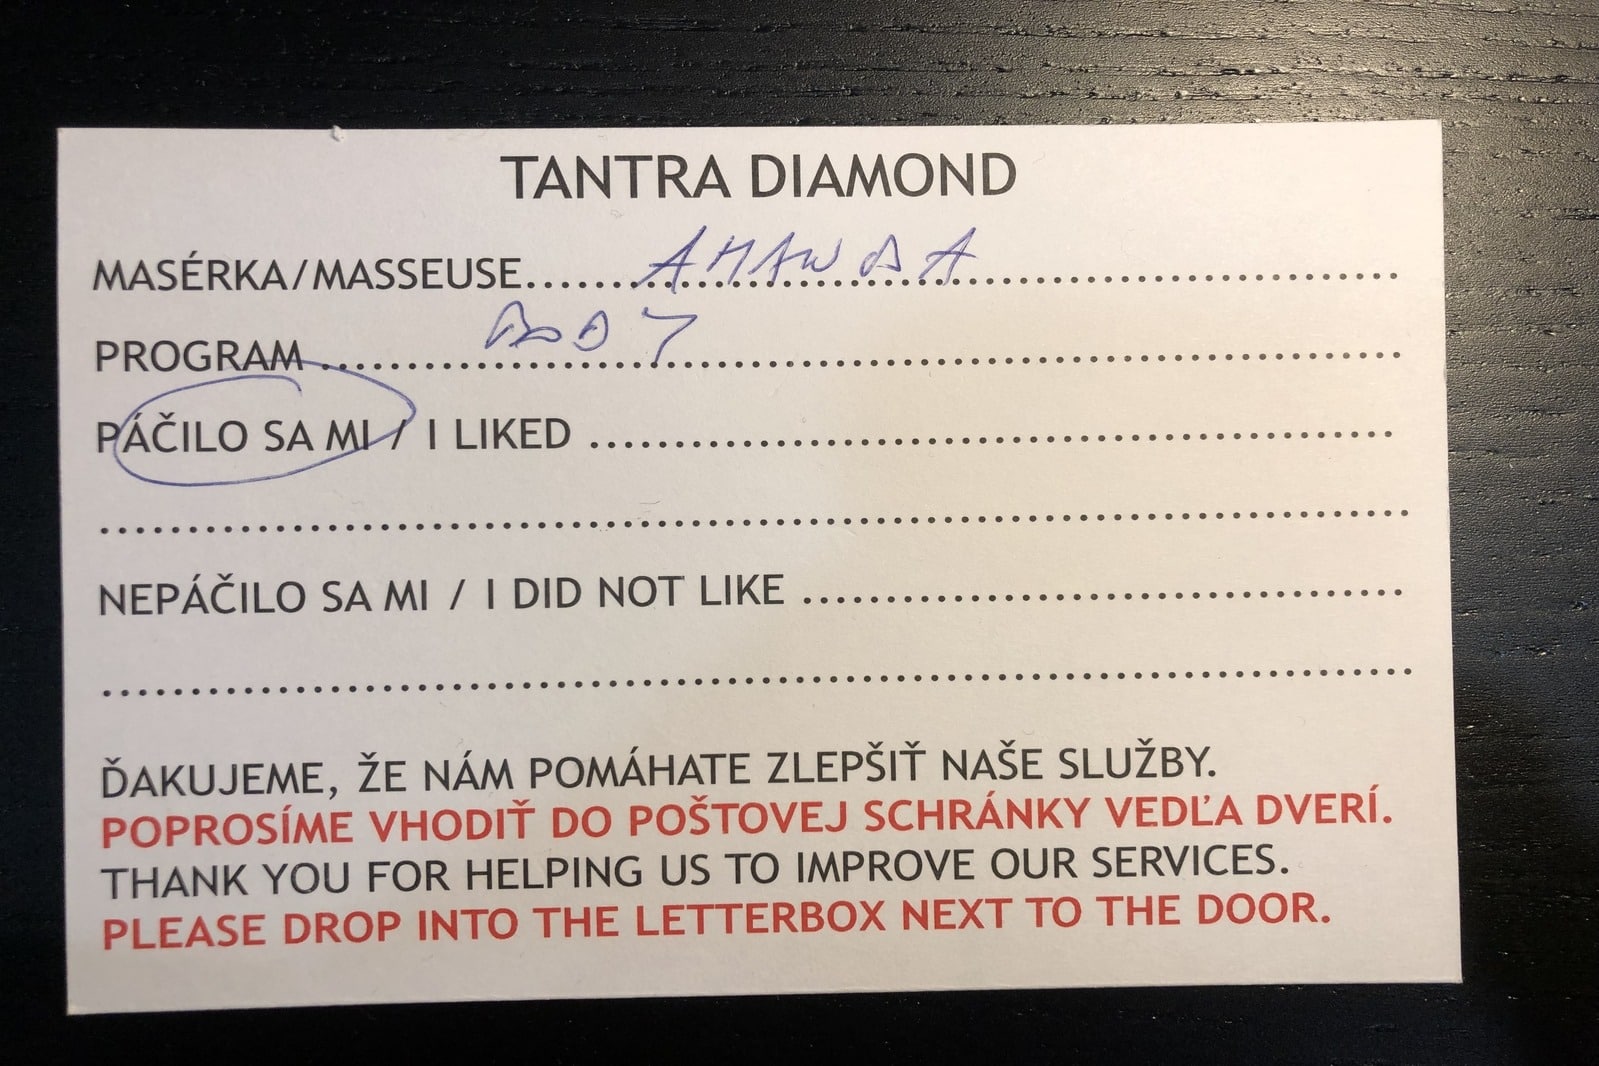 TANTRA DIAMOND
MASÉRKA/MASSEUSE..........AMANDA..............................
PROGRAM ..........BODY........................................
PÁČILO SA MI / I LIKED ........................................
................................................................................
NEPÁČILO SA MI / I DID NOT LIKE ..............................
................................................................................
ĎAKUJEME, ŽE NÁM POMÁHATE ZLEPŠIŤ NAŠE SLUŽBY.
POPROSÍME VHODIŤ DO POŠTOVEJ SCHRÁNKY VEDĽA DVERÍ.
THANK YOU FOR HELPING US TO IMPROVE OUR SERVICES.
PLEASE DROP INTO THE LETTERBOX NEXT TO THE DOOR.